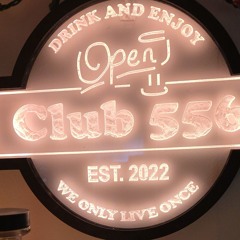 DRINK AND ENJOY
Open
Club 556
EST. 2022
WE ONLY LIVE ONCE